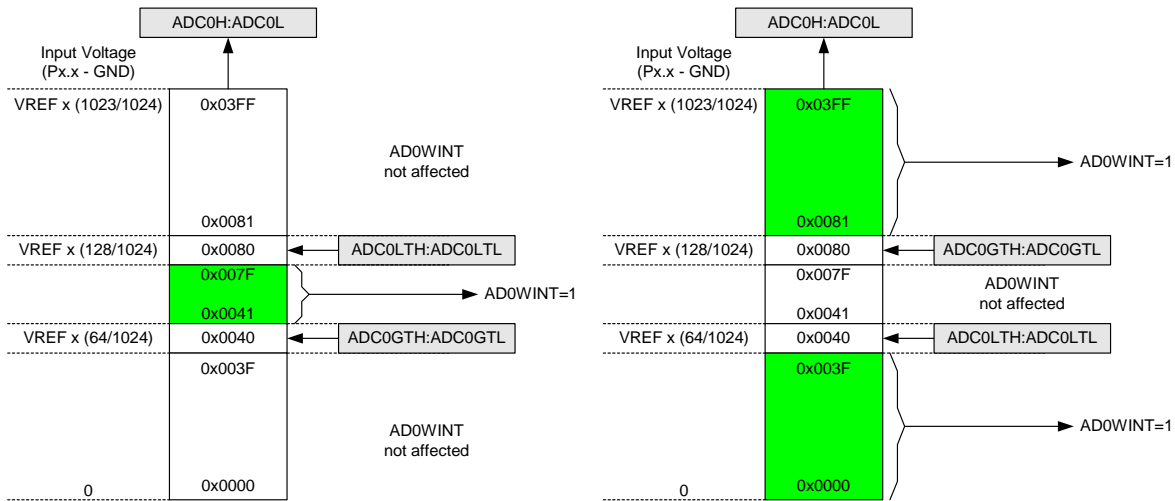 ADC0H:ADC0L
Input Voltage
(Px.x - GND)
VREF x (1023/1024)
0x03FF
AD0WINT
not affected
0x0081
VREF x (128/1024)
0x0080
ADC0LTH:ADC0LTL
0x007F
AD0WINT=1
0x0041
VREF x (64/1024)
0x0040
ADC0GTH:ADC0GTL
0x003F
AD0WINT
not affected
0
0x0000
ADC0H:ADC0L
Input Voltage
(Px.x - GND)
VREF x (1023/1024)
0x03FF
AD0WINT=1
0x0081
VREF x (128/1024)
0x0080
ADC0GTH:ADC0GTL
0x007F
AD0WINT
not affected
0x0041
VREF x (64/1024)
0x0040
ADC0LTH:ADC0LTL
0x003F
AD0WINT=1
0
0x0000